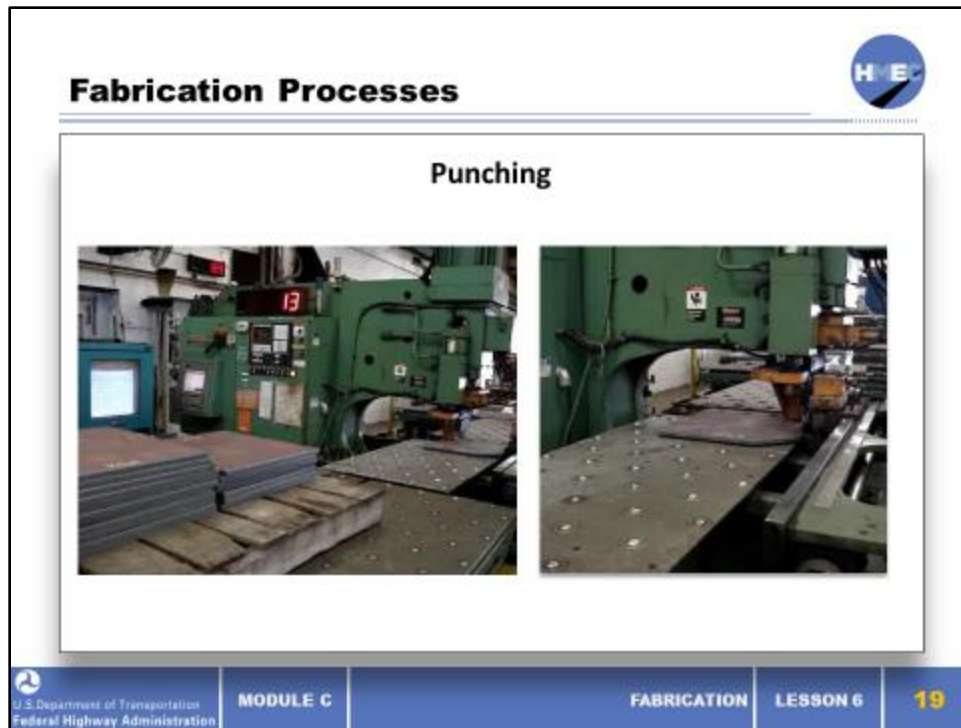 HMEC
Fabrication Processes
Punching
13
U.S.Department of Transportation
Federal Highway Administration
MODULE C
FABRICATION
LESSON 6
19